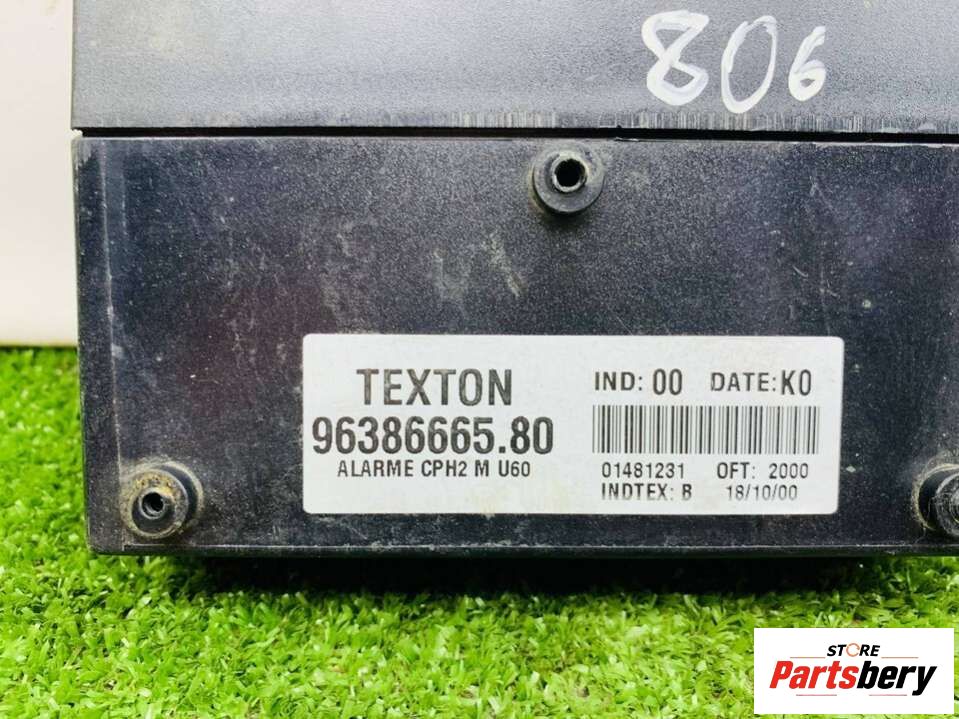 806
TEXTON
96386665.80
ALARME CPH2 M U60
IND: 00 DATE: K0
01481231 OFT: 2000
INDTEX: B 18/10/00
STORE
Partsbery